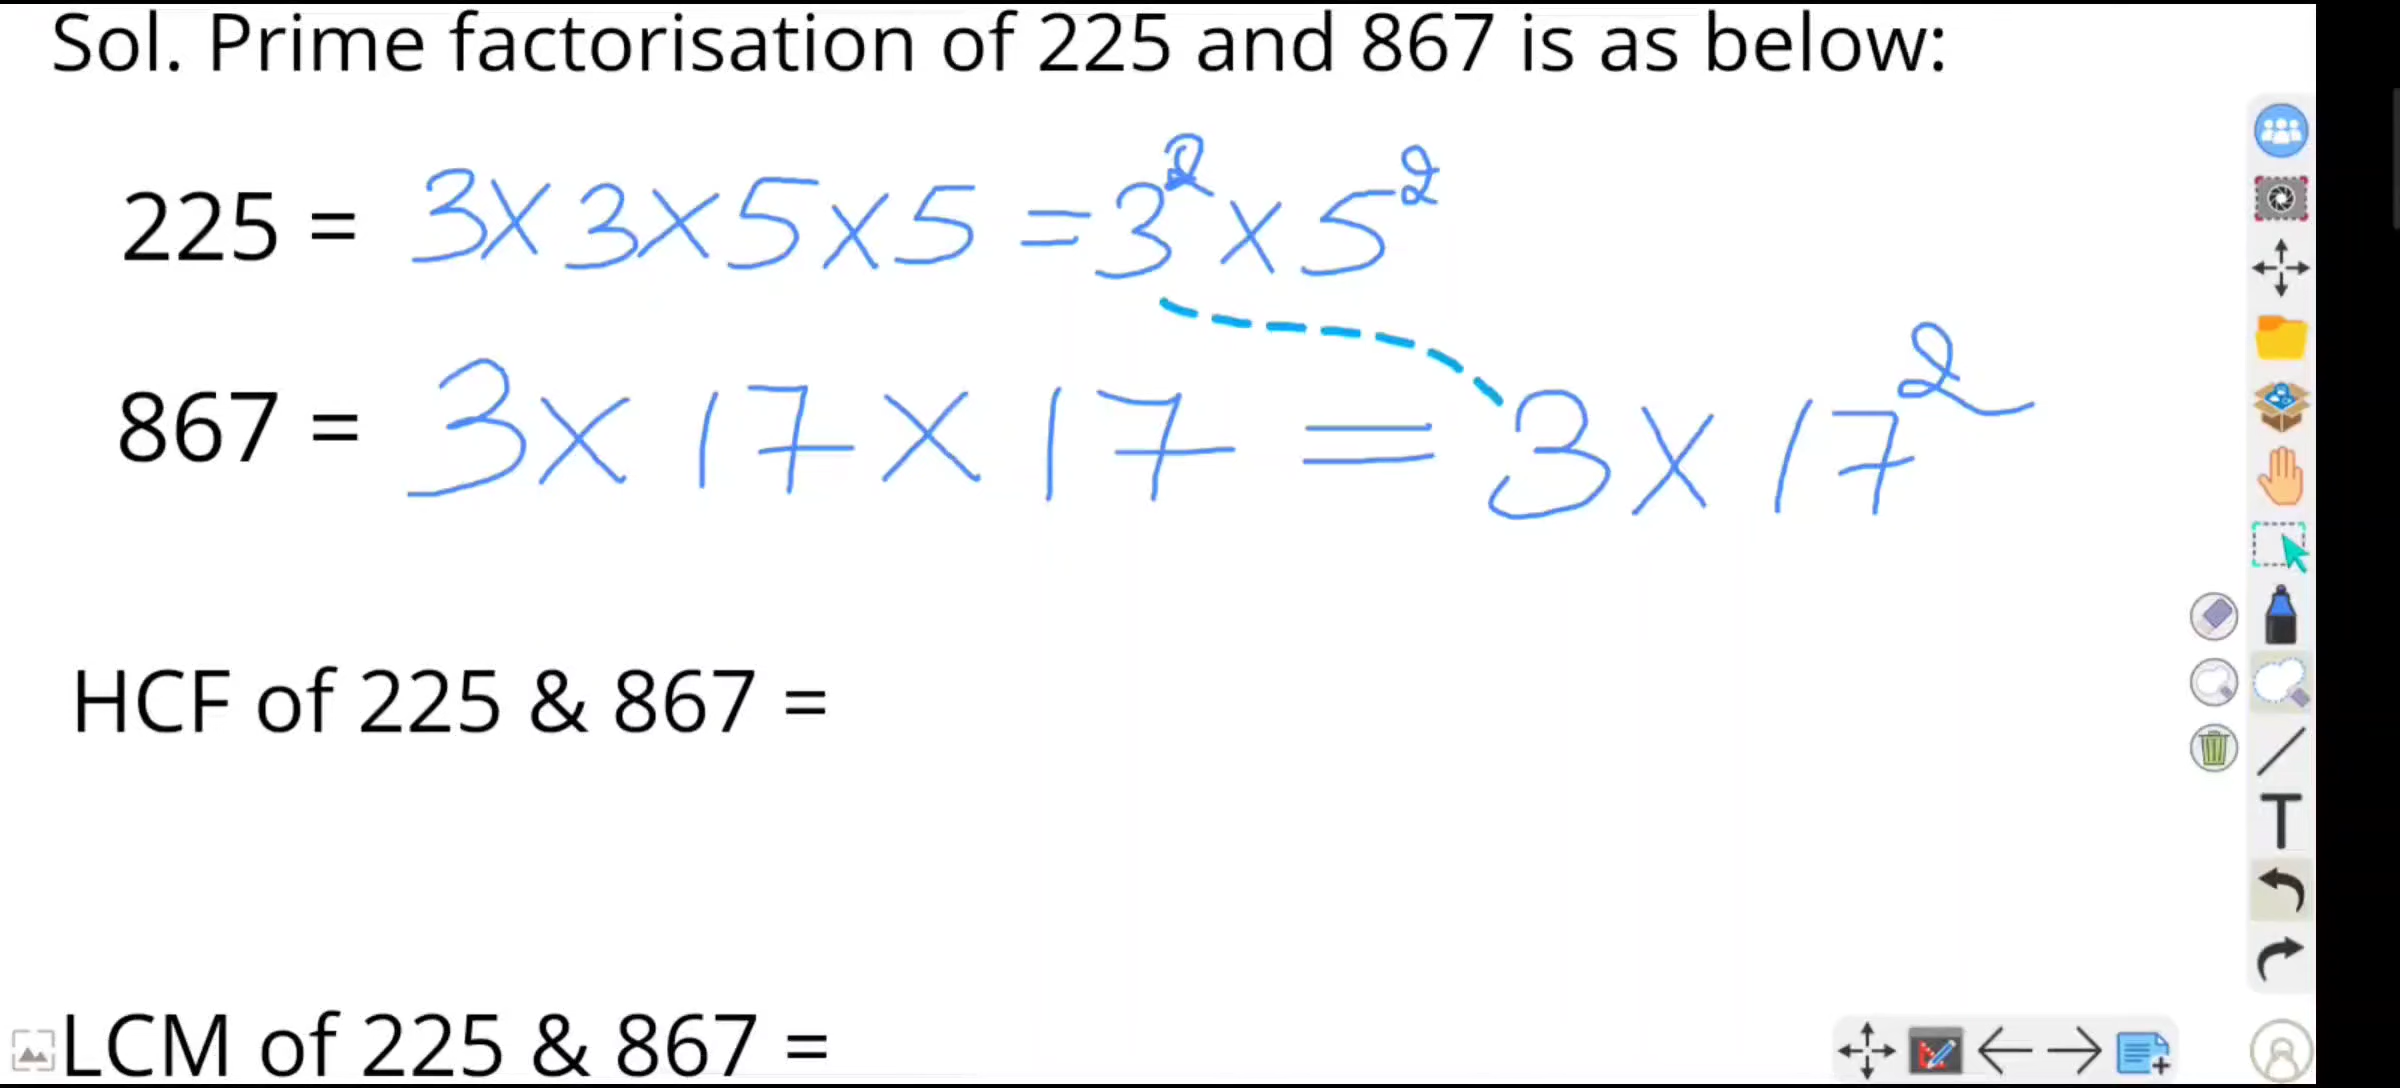 Sol. Prime factorisation of 225 and 867 is as below:
225 = 3×3×5×5 = 3² × 5²
867 = 3× 17 × 17 = 3 × 17²
HCF of 225 & 867 =
LCM of 225 & 867 =
T